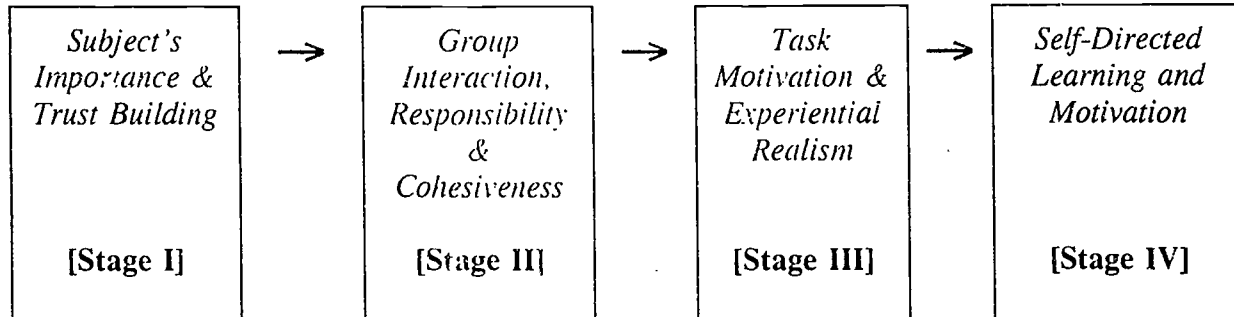 Subject's
Importance &
Trust Building
[Stage I]
Group
Interaction,
Responsibility
&
Cohesiveness
[Stage II]
Task
Motivation &
Experiential
Realism
[Stage III]
Self-Directed
Learning and
Motivation
[Stage IV]